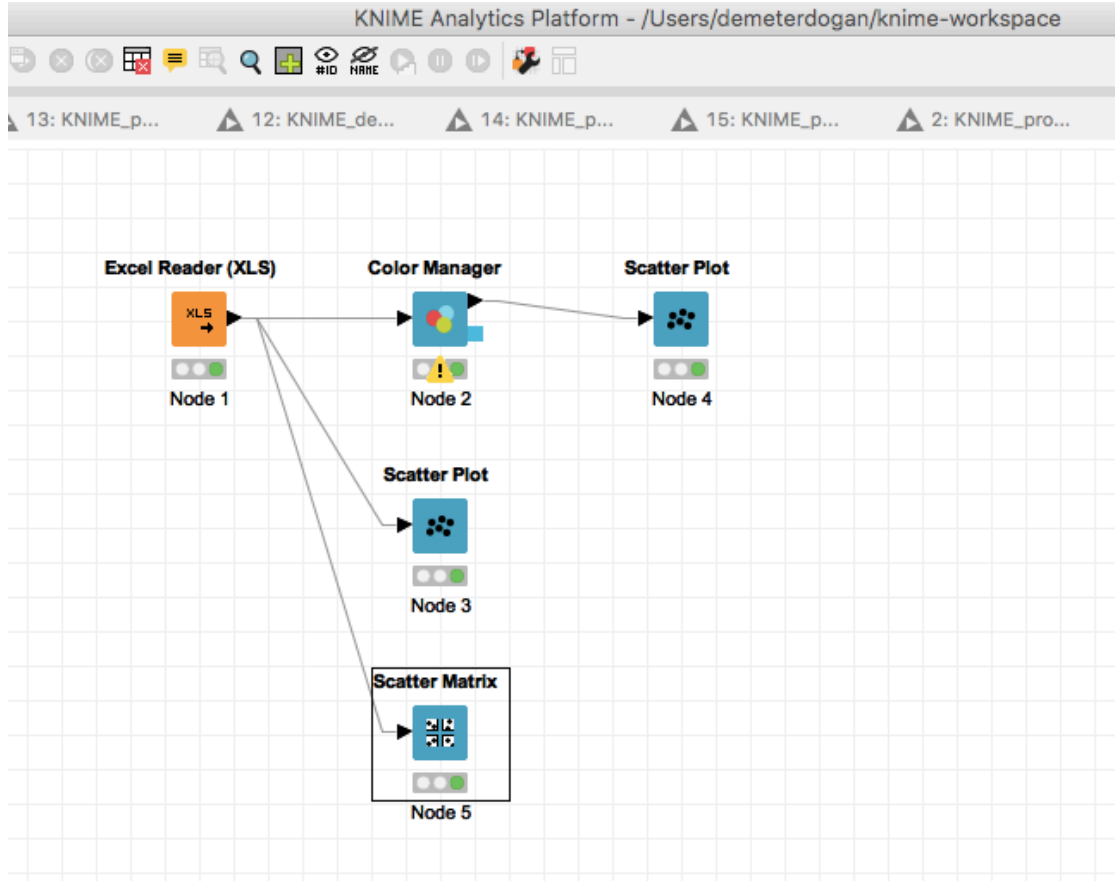 KNIME Analytics Platform - /Users/demeterdogan/knime-workspace
#ID NAME
13: KNIME_p... 12: KNIME_de... 14: KNIME_p... 15: KNIME_p... 2: KNIME_pro...
Excel Reader (XLS) Color Manager Scatter Plot
XLS
!
Node 1 Node 2 Node 4
Scatter Plot
Node 3
Scatter Matrix
Node 5